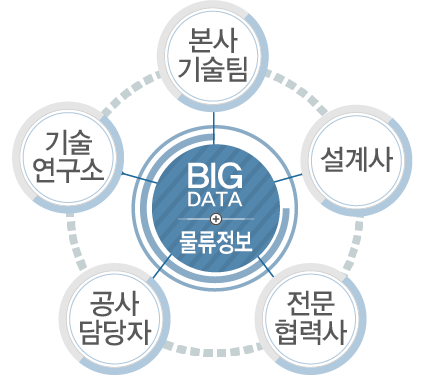 본사
기술팀
기술
연구소
설계사
BIG
DATA
+
물류정보
공사
담당자
전문
협력사